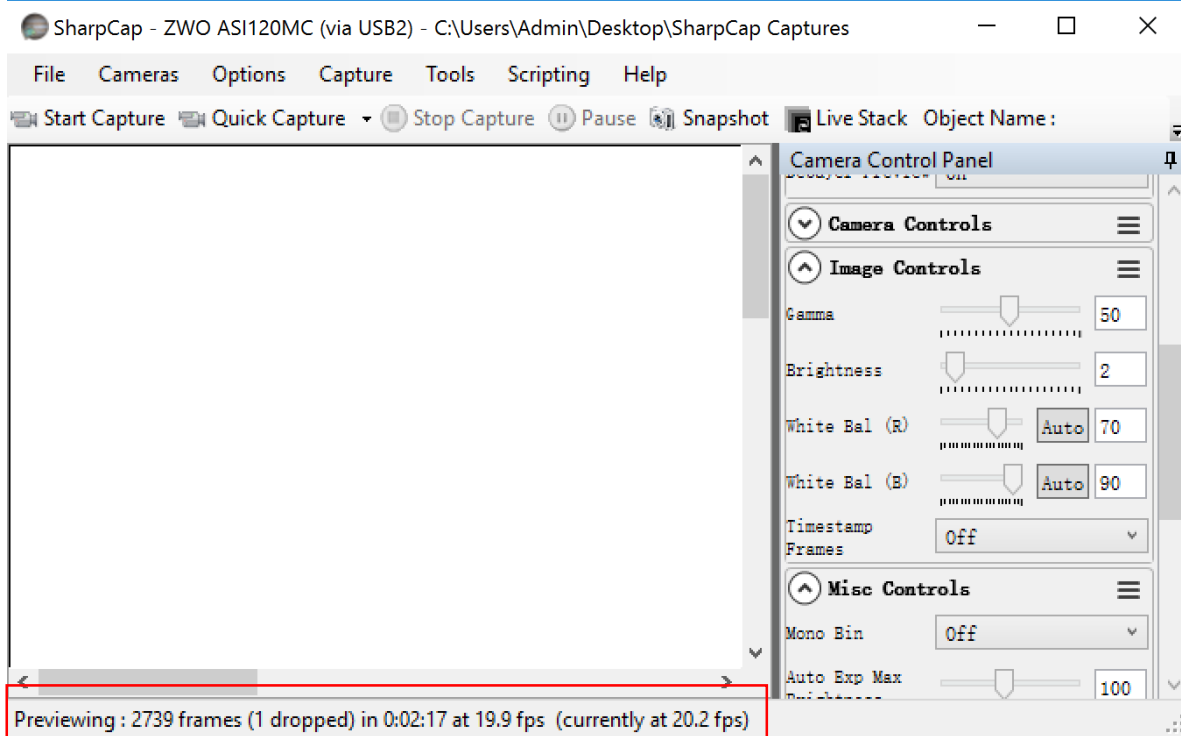 SharpCap - ZWO ASI120MC (via USB2) - C:\Users\Admin\Desktop\SharpCap Captures
File Cameras Options Capture Tools Scripting Help
Start Capture Quick Capture Stop Capture Pause Snapshot Live Stack Object Name :
Camera Control Panel
Camera Controls
Image Controls
Gamma 50
Brightness 2
White Bal (R) Auto 70
White Bal (B) Auto 90
Timestamp
Frames Off
Misc Controls
Mono Bin Off
Auto Exp Max 100
Previewing : 2739 frames (1 dropped) in 0:02:17 at 19.9 fps (currently at 20.2 fps)